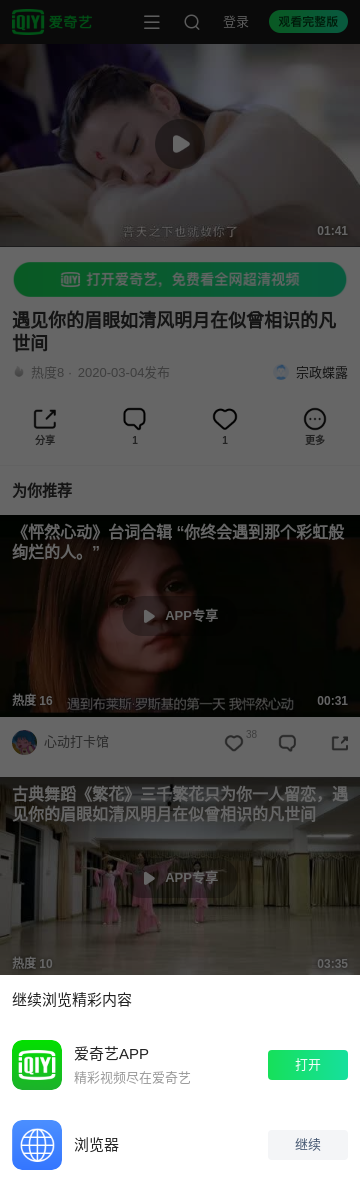 iQIYI 爱奇艺
登录
观看完整版
普天之下也就数你了
01:41
iQIYI 打开爱奇艺，免费看全网超清视频
遇见你的眉眼如清风明月在似曾相识的凡
世间
热度8 · 2020-03-04发布
宗政蝶露
分享
1
1
更多
为你推荐
《怦然心动》台词合辑 “你终会遇到那个彩虹般
绚烂的人。”
APP专享
遇到布莱斯·罗斯基的第一天 我怦然心动
热度 16
00:31
心动打卡馆
38
古典舞蹈《繁花》三千繁花只为你一人留恋，遇
见你的眉眼如清风明月在似曾相识的凡世间
APP专享
热度 10
03:35
继续浏览精彩内容
iQIYI
爱奇艺APP
精彩视频尽在爱奇艺
打开
浏览器
继续